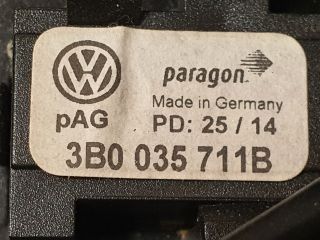 paragon
Made in Germany
pAG PD: 25 / 14
3B0 035 711B